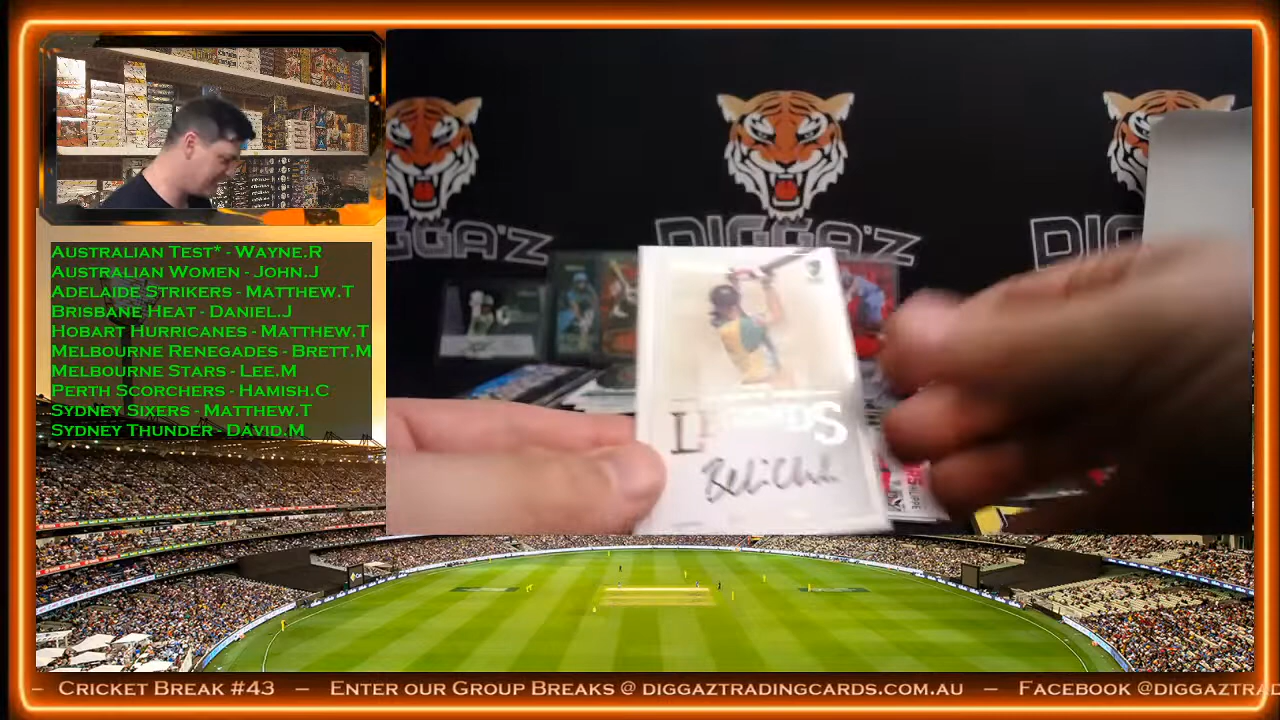 AUSTRALIAN TEST* - WAYNE.R
AUSTRALIAN WOMEN - JOHN.J
ADELAIDE STRIKERS - MATTHEW.T
BRISBANE HEAT - DANIEL.J
HOBART HURRICANES - MATTHEW.T
MELBOURNE RENEGADES - BRETT.M
MELBOURNE STARS - LEE.M
PERTH SCORCHERS - HAMISH.C
SYDNEY SIXERS - MATTHEW.T
SYDNEY THUNDER - DAVID.M
DIGGA'Z
PHILIPPE
– CRICKET BREAK #43 – ENTER OUR GROUP BREAKS @ DIGGAZTRADINGCARDS.COM.AU – FACEBOOK @DIGGAZTRAD